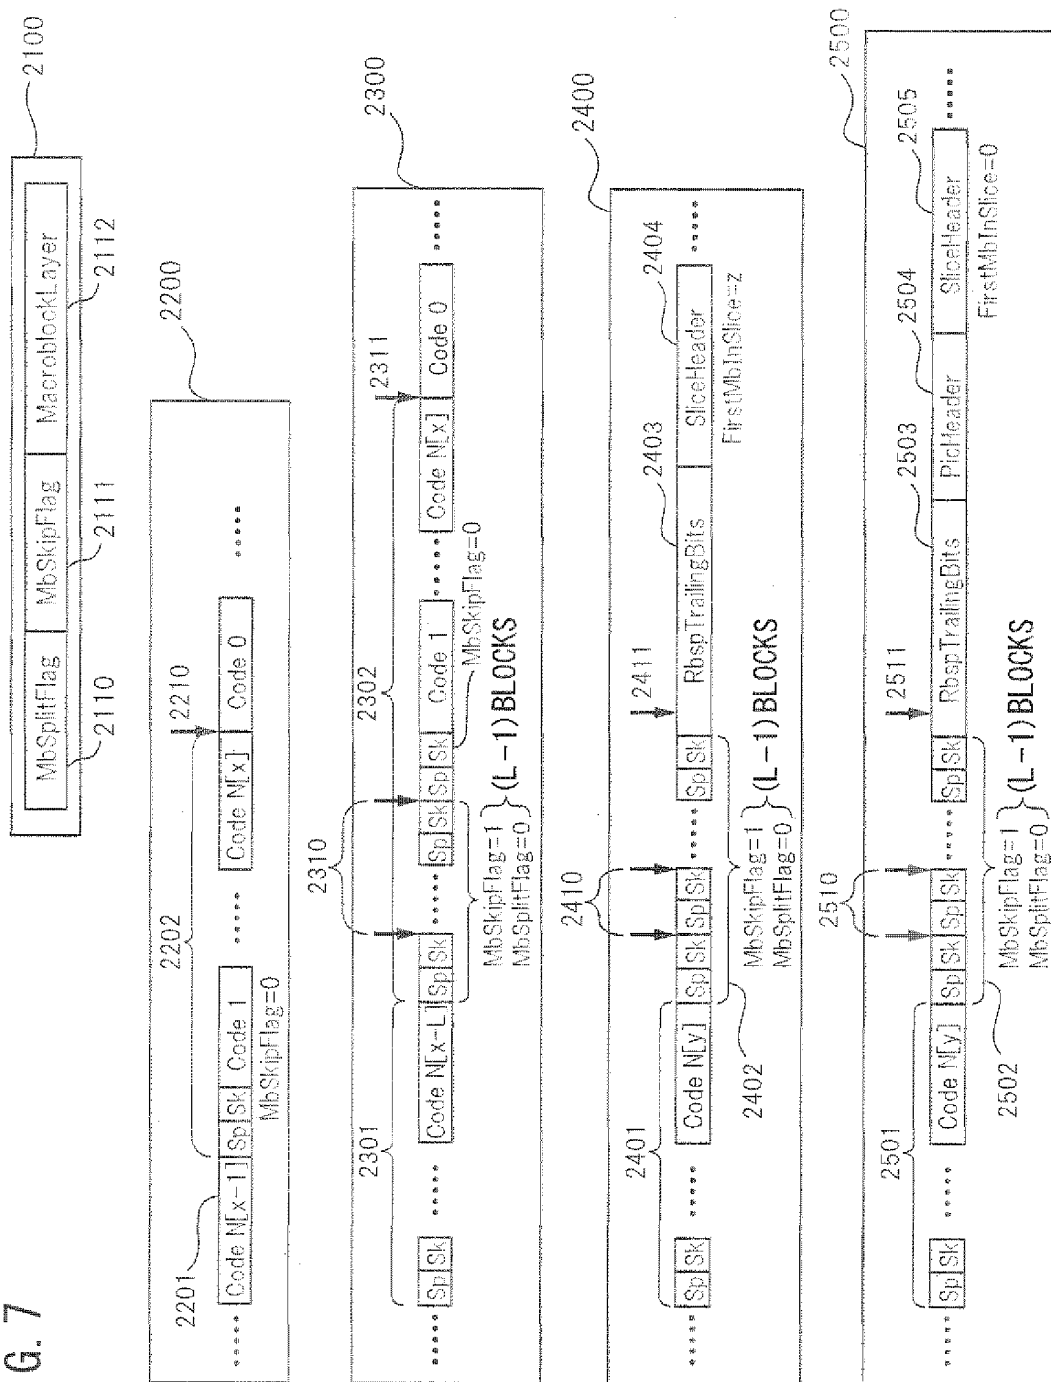 G. 7
2100
MbSplitFlag MbSkipFlag MacroblockLayer
2110 2111 2112
2200
2202
2201
2210
..... Code N[x-1] Sp Sk Code 1 ..... Code N[x] Code 0 .....
MbSkipFlag=0
2300
2301 2310 2302 2311
..... Sp Sk ..... Code N[x-L] Sp Sk ..... Sp Sk Sp Sk Code 1 ...... Code N[x] Code 0 .....
MbSkipFlag=0
MbSkipFlag=1
MbSplitFlag=0
(L-1) BLOCKS
2400
2401 2410 2411 2403 2404
..... Sp Sk ..... Code N[y] Sp Sk Sp Sk ..... Sp Sk RbspTrailingBits SliceHeader .....
FirstMbInSlice=z
2402
MbSkipFlag=1
MbSplitFlag=0
(L-1) BLOCKS
2500
2501 2510 2511 2503 2504 2505
..... Sp Sk ..... Code N[y] Sp Sk Sp Sk ..... Sp Sk RbspTrailingBits PicHeader SliceHeader .....
FirstMbInSlice=0
2502
MbSkipFlag=1
MbSplitFlag=0
(L-1) BLOCKS